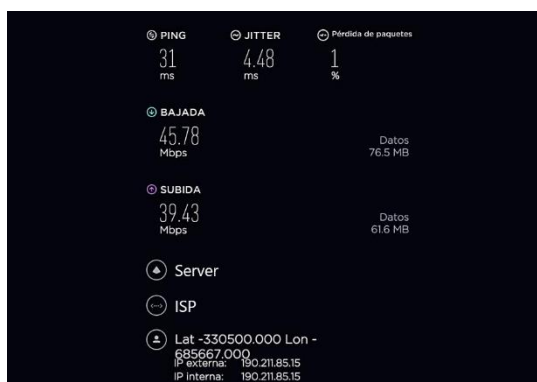 PING JITTER Pérdida de paquetes
31 4.48 1
ms ms %
BAJADA
45.78
Mbps
Datos
76.5 MB
SUBIDA
39.43
Mbps
Datos
61.6 MB
Server
ISP
Lat -330500.000 Lon -
685667.000
IP externa: 190.211.85.15
IP interna: 190.211.85.15